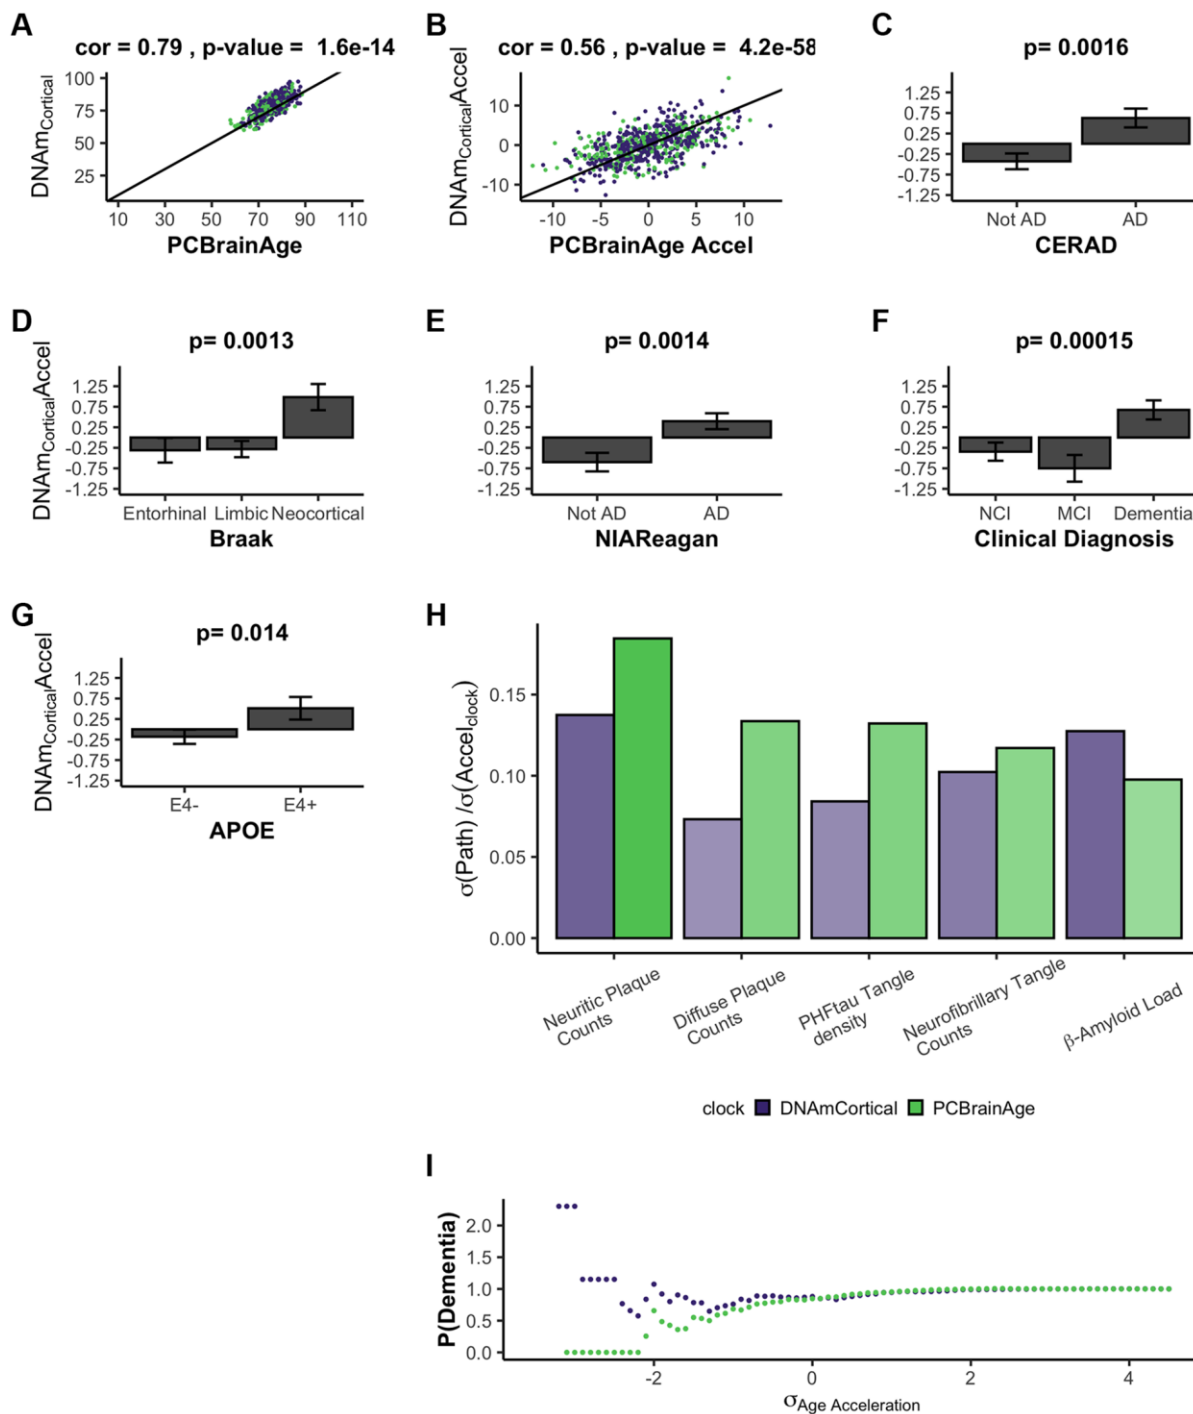 A
cor = 0.79 , p-value = 1.6e-14
DNAmCortical
100
75
50
25
10 30 50 70 90 110
PCBrainAge
B
cor = 0.56 , p-value = 4.2e-58
DNAmCorticalAccel
10
0
-10
-10 -5 0 5 10
PCBrainAge Accel
C
p= 0.0016
1.25
0.75
0.25
-0.25
-0.75
-1.25
Not AD AD
CERAD
D
p= 0.0013
DNAmCorticalAccel
1.25
0.75
0.25
-0.25
-0.75
-1.25
Entorhinal Limbic Neocortical
Braak
E
p= 0.0014
1.25
0.75
0.25
-0.25
-0.75
-1.25
Not AD AD
NIAReagan
F
p= 0.00015
1.25
0.75
0.25
-0.25
-0.75
-1.25
NCI MCI Dementia
Clinical Diagnosis
G
p= 0.014
DNAmCorticalAccel
1.25
0.75
0.25
-0.25
-0.75
-1.25
E4- E4+
APOE
H
σ(Path) /σ(Accelclock)
0.15
0.10
0.05
0.00
Neuritic Plaque
Counts
Diffuse Plaque
Counts
PHFtau Tangle
density
Neurofibrillary Tangle
Counts
β-Amyloid Load
clock DNAmCortical PCBrainAge
I
P(Dementia)
2.0
1.5
1.0
0.5
0.0
-2 0 2 4
σAge Acceleration